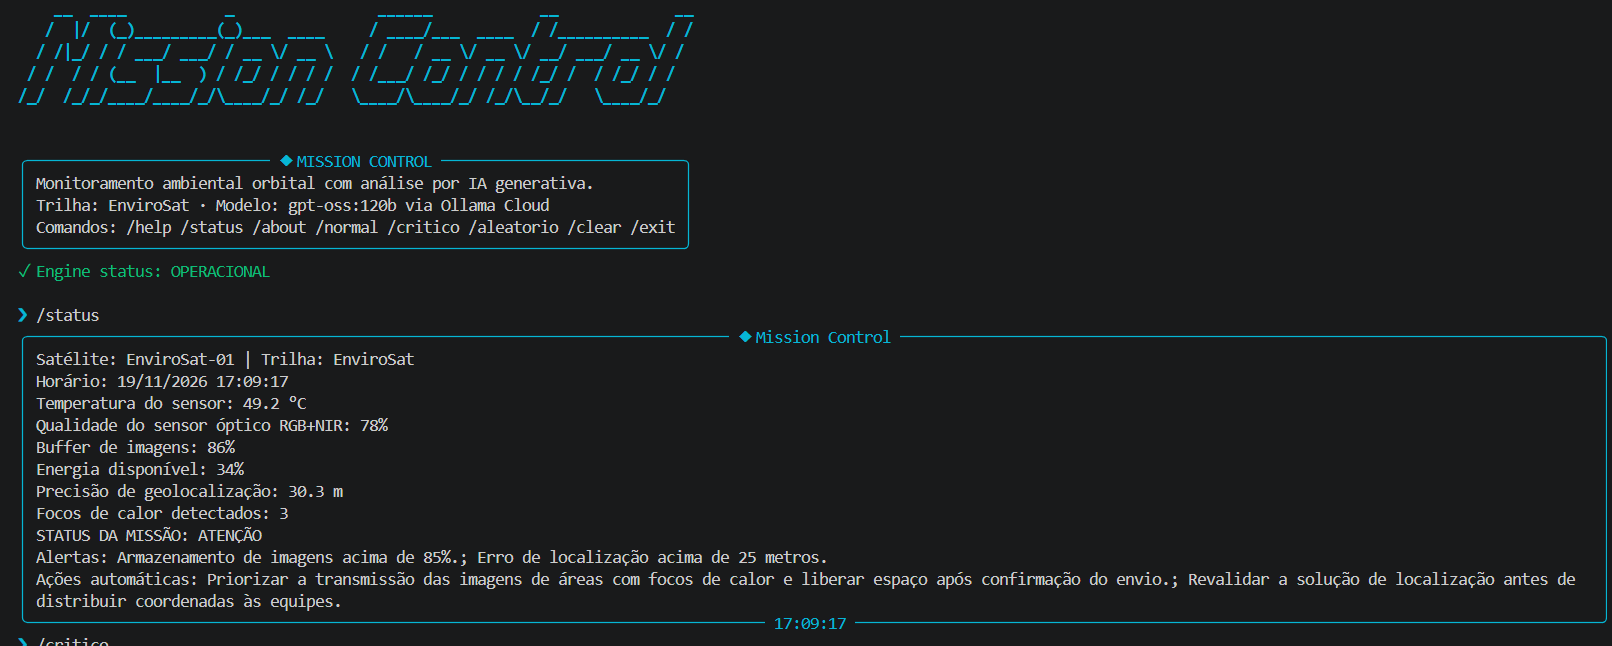 Mission Control
◆ MISSION CONTROL
Monitoramento ambiental orbital com análise por IA generativa.
Trilha: EnviroSat · Modelo: gpt-oss:120b via Ollama Cloud
Comandos: /help /status /about /normal /critico /aleatorio /clear /exit
✓ Engine status: OPERACIONAL
❯ /status
◆ Mission Control
Satélite: EnviroSat-01 | Trilha: EnviroSat
Horário: 19/11/2026 17:09:17
Temperatura do sensor: 49.2 °C
Qualidade do sensor óptico RGB+NIR: 78%
Buffer de imagens: 86%
Energia disponível: 34%
Precisão de geolocalização: 30.3 m
Focos de calor detectados: 3
STATUS DA MISSÃO: ATENÇÃO
Alertas: Armazenamento de imagens acima de 85%.; Erro de localização acima de 25 metros.
Ações automáticas: Priorizar a transmissão das imagens de áreas com focos de calor e liberar espaço após confirmação do envio.; Revalidar a solução de localização antes de
distribuir coordenadas às equipes.
17:09:17
❯ /critico